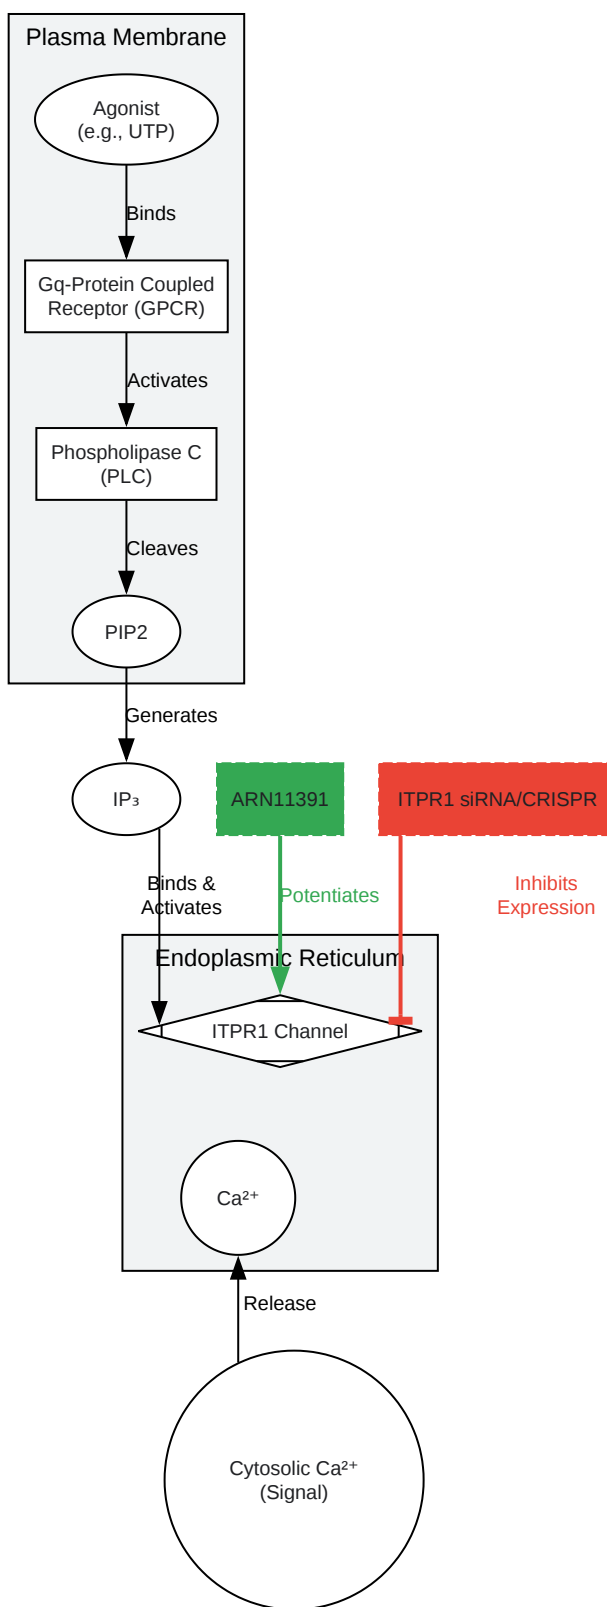 Plasma Membrane
Agonist
(e.g., UTP)
Binds
Gq-Protein Coupled
Receptor (GPCR)
Activates
Phospholipase C
(PLC)
Cleaves
PIP2
Generates
IP₃
ARN11391
ITPR1 siRNA/CRISPR
Binds &
Activates
Potentiates
Inhibits
Expression
Endoplasmic Reticulum
ITPR1 Channel
Ca²⁺
Release
Cytosolic Ca²⁺
(Signal)